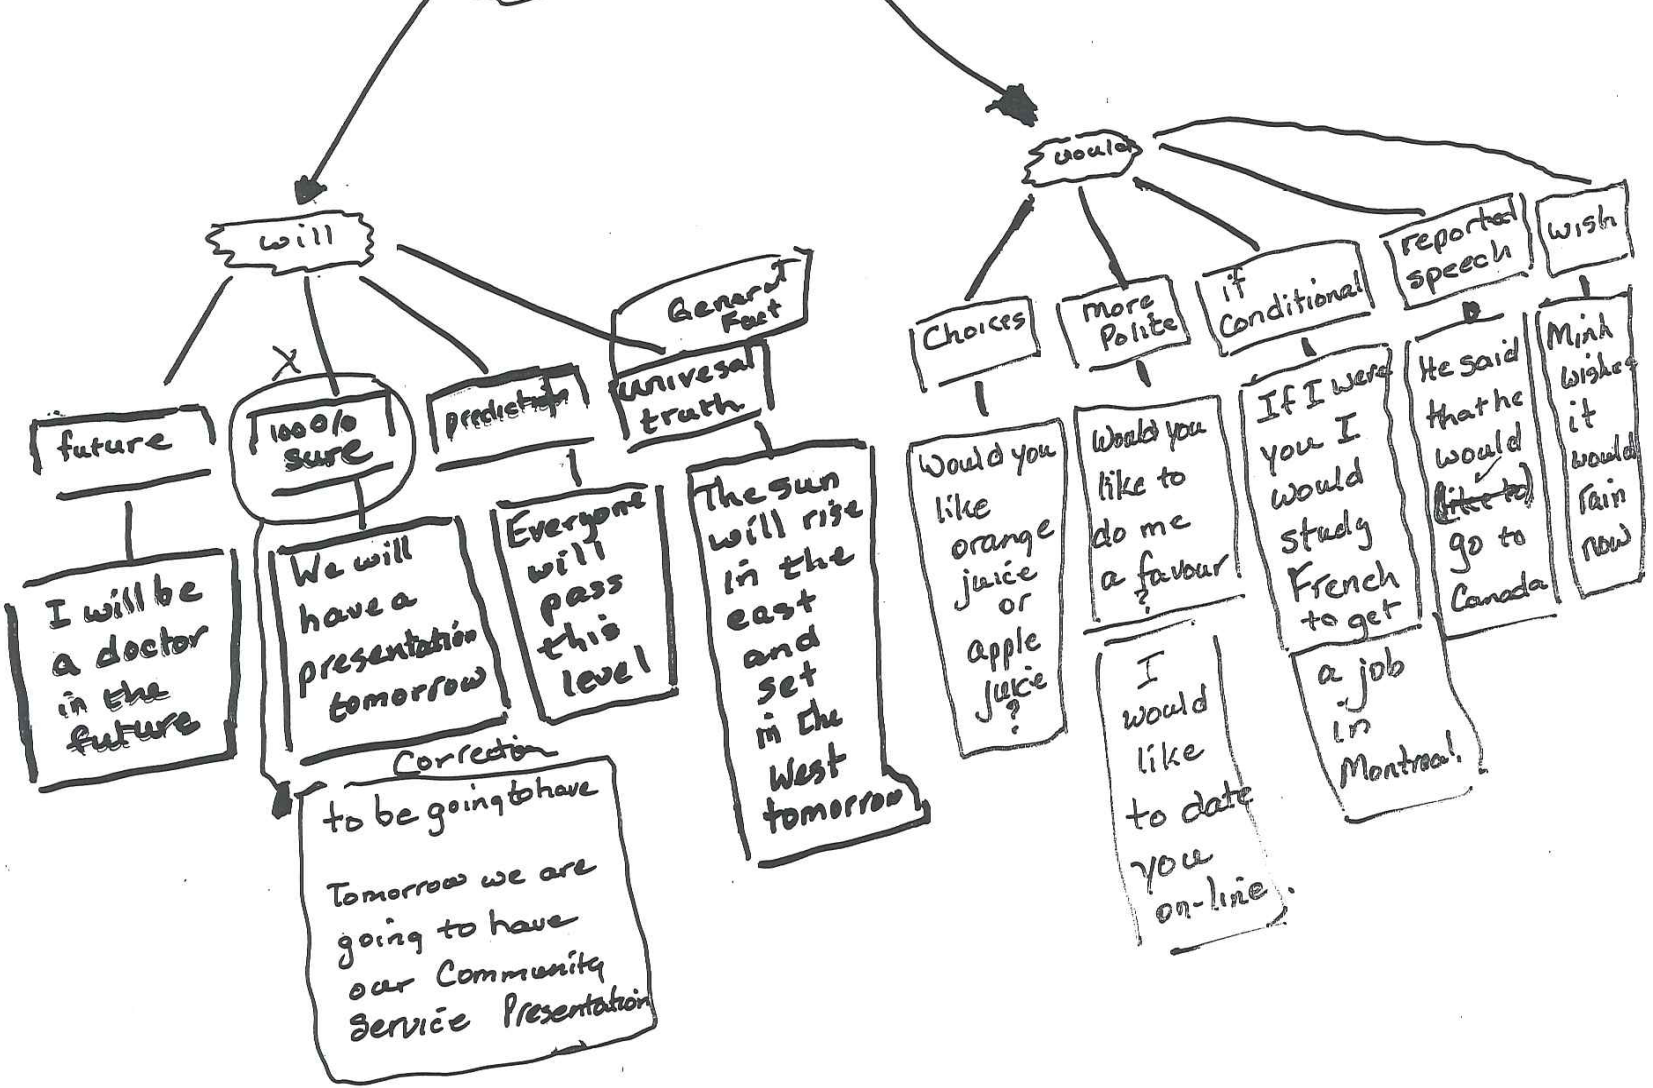 will
X
future
100%
sure
prediction
General
Fact
univesal
truth
I will be
a doctor
in the
future
We will
have a
presentation
tomorrow
Everyone
will
pass
this
level
The sun
will rise
in the
east
and
set
in the
West
tomorrow
Correction
to be going to have
Tomorrow we are
going to have
our Community
Service Presentation
would
Choices
more
Polite
if
Conditional
reported
speech
wish
Would you
like
orange
juice
or
apple
juice
?
Would you
like to
do me
a favour
?
I
would
like
to date
you
on-line.
If I were
you I
would
study
French
to get
a job
in
Montreal
He said
that he
would
(like to)
go to
Canada
Minh
wishes
it
would
rain
now